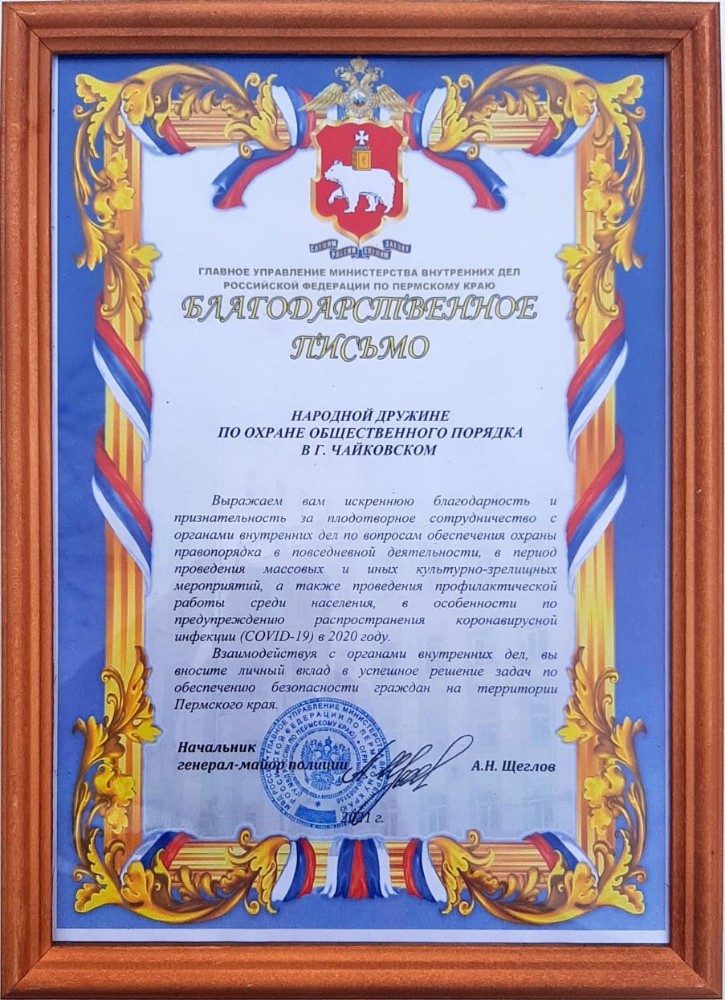 СЛУЖИМ РОССИИ СЛУЖИМ ЗАКОНУ
ГЛАВНОЕ УПРАВЛЕНИЕ МИНИСТЕРСТВА ВНУТРЕННИХ ДЕЛ
РОССИЙСКОЙ ФЕДЕРАЦИИ ПО ПЕРМСКОМУ КРАЮ
БЛАГОДАРСТВЕННОЕ
ПИСЬМО
НАРОДНОЙ ДРУЖИНЕ
ПО ОХРАНЕ ОБЩЕСТВЕННОГО ПОРЯДКА
В Г. ЧАЙКОВСКОМ
Выражаем вам искреннюю благодарность и
признательность за плодотворное сотрудничество с
органами внутренних дел по вопросам обеспечения охраны
правопорядка в повседневной деятельности, в период
проведения массовых и иных культурно-зрелищных
мероприятий, а также проведения профилактической
работы среди населения, в особенности по
предупреждению распространения коронавирусной
инфекции (COVID-19) в 2020 году.
Взаимодействуя с органами внутренних дел, вы
вносите личный вклад в успешное решение задач по
обеспечению безопасности граждан на территории
Пермского края.
Начальник
генерал-майор полиции А.Н. Щеглов
2021 г.